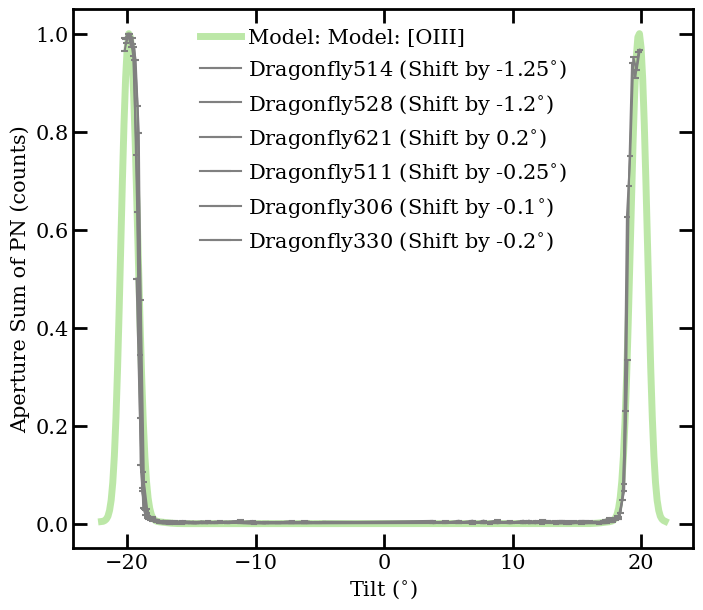 Model: Model: [OIII]
Dragonfly514 (Shift by -1.25°)
Dragonfly528 (Shift by -1.2°)
Dragonfly621 (Shift by 0.2°)
Dragonfly511 (Shift by -0.25°)
Dragonfly306 (Shift by -0.1°)
Dragonfly330 (Shift by -0.2°)
Aperture Sum of PN (counts)
1.0
0.8
0.6
0.4
0.2
0.0
−20
−10
0
10
20
Tilt (°)